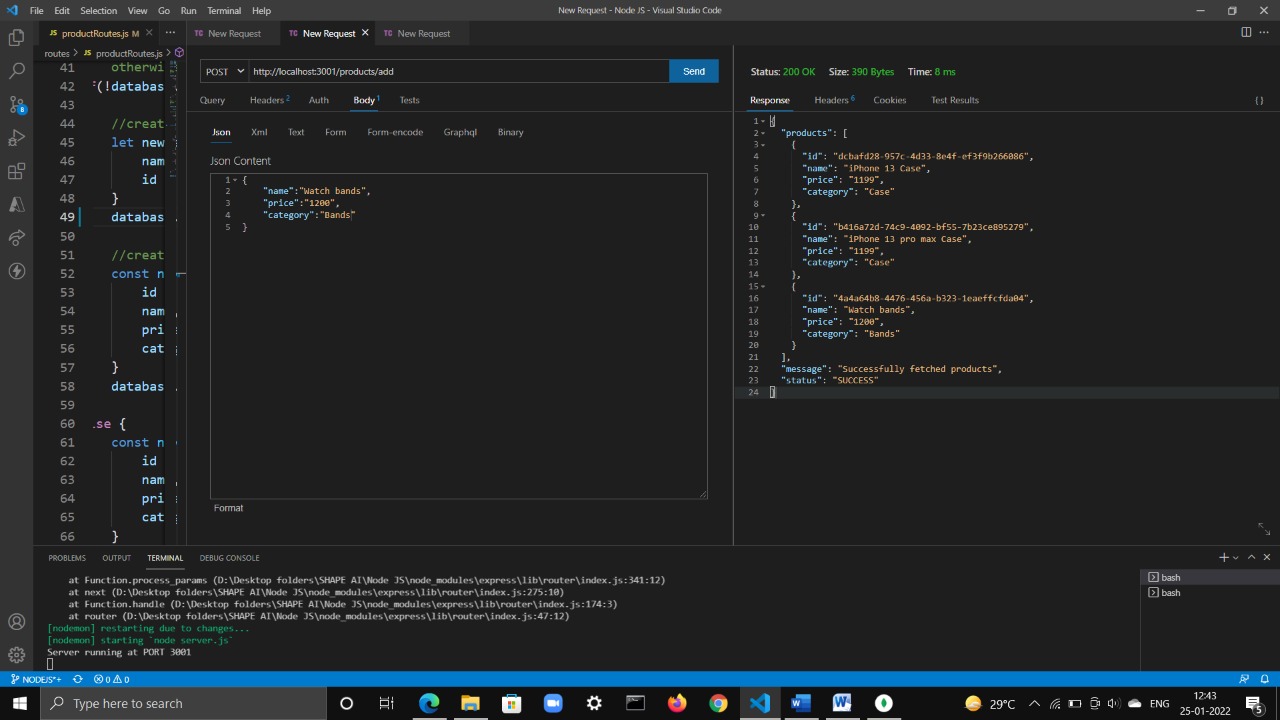 File Edit Selection View Go Run Terminal Help
New Request - Node JS - Visual Studio Code
JS productRoutes.js M
TC New Request
TC New Request
TC New Request
routes > JS productRoutes.js >
POST http://localhost:3001/products/add Send
Query Headers 2 Auth Body 1 Tests
Json Xml Text Form Form-encode Graphql Binary
Json Content
1 {
2 "name":"Watch bands",
3 "price":"1200",
4 "category":"Bands"
5 }
Format
41 otherwi
42 (!databas
43
44 //creat
45 let new
46 nam
47 id
48 }
49 databas
50
51 //creat
52 const n
53 id
54 nam
55 pri
56 cat
57 }
58 databas
59
60 .se {
61 const n
62 id
63 nam
64 pri
65 cat
66 }
Status: 200 OK Size: 390 Bytes Time: 8 ms
Response Headers 6 Cookies Test Results { }
1 {
2 "products": [
3 {
4 "id": "dcbafd28-957c-4d33-8e4f-ef3f9b266086",
5 "name": "iPhone 13 Case",
6 "price": "1199",
7 "category": "Case"
8 },
9 {
10 "id": "b416a72d-74c9-4092-bf55-7b23ce895279",
11 "name": "iPhone 13 pro max Case",
12 "price": "1199",
13 "category": "Case"
14 },
15 {
16 "id": "4a4a64b8-4476-456a-b323-1eaeffcfda04",
17 "name": "Watch bands",
18 "price": "1200",
19 "category": "Bands"
20 }
21 ],
22 "message": "Successfully fetched products",
23 "status": "SUCCESS"
24 }
PROBLEMS OUTPUT TERMINAL DEBUG CONSOLE
at Function.process_params (D:\Desktop folders\SHAPE AI\Node JS\node_modules\express\lib\router\index.js:341:12)
at next (D:\Desktop folders\SHAPE AI\Node JS\node_modules\express\lib\router\index.js:275:10)
at Function.handle (D:\Desktop folders\SHAPE AI\Node JS\node_modules\express\lib\router\index.js:174:3)
at router (D:\Desktop folders\SHAPE AI\Node JS\node_modules\express\lib\router\index.js:47:12)
[nodemon] restarting due to changes...
[nodemon] starting `node server.js`
Server running at PORT 3001
bash
bash
NODEJS*+ 0 0
Type here to search
29°C
ENG
12:43
25-01-2022
5